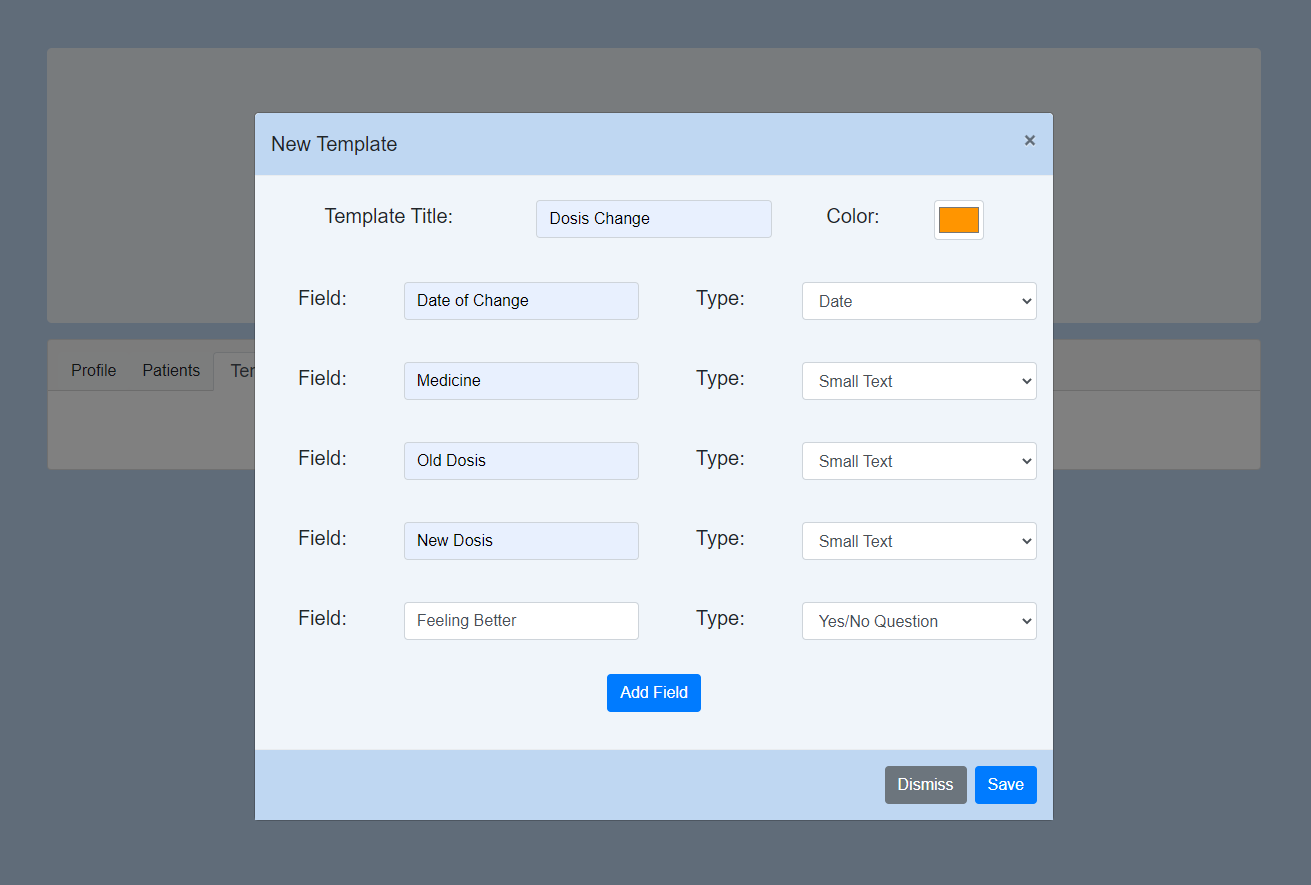 New Template ×
Template Title: Dosis Change Color:
Field: Date of Change Type: Date
Field: Medicine Type: Small Text
Field: Old Dosis Type: Small Text
Field: New Dosis Type: Small Text
Field: Feeling Better Type: Yes/No Question
Add Field
Dismiss Save
Profile Patients